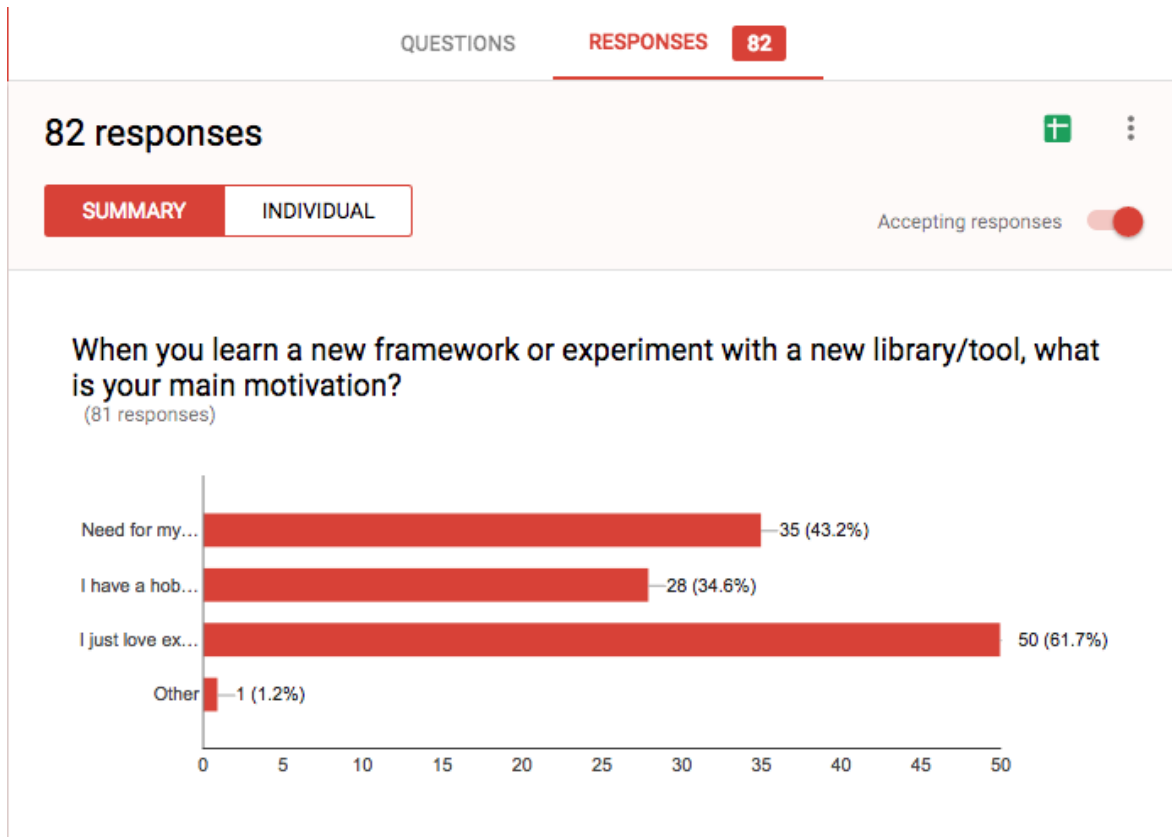 QUESTIONS RESPONSES 82
82 responses
SUMMARY INDIVIDUAL
Accepting responses
When you learn a new framework or experiment with a new library/tool, what
is your main motivation?
(81 responses)
Need for my... 35 (43.2%)
I have a hob... 28 (34.6%)
I just love ex... 50 (61.7%)
Other 1 (1.2%)
0 5 10 15 20 25 30 35 40 45 50